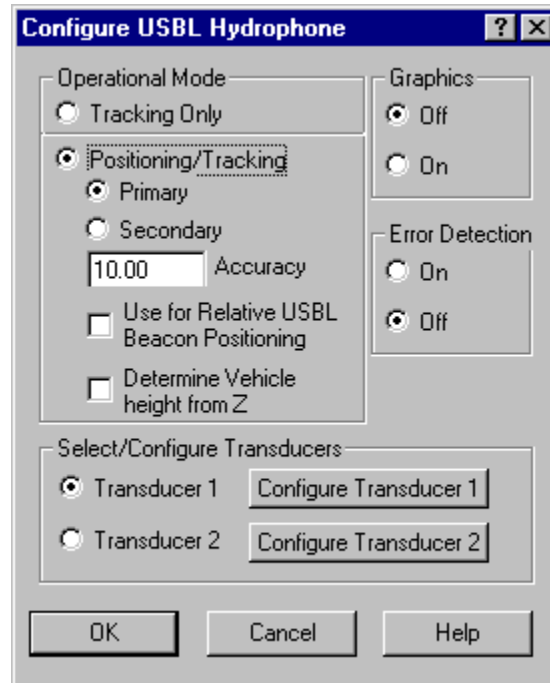 Configure USBL Hydrophone
Operational Mode
Tracking Only
Positioning/Tracking
Primary
Secondary
10.00 Accuracy
Use for Relative USBL
Beacon Positioning
Determine Vehicle
height from Z
Graphics
Off
On
Error Detection
On
Off
Select/Configure Transducers
Transducer 1 Configure Transducer 1
Transducer 2 Configure Transducer 2
OK Cancel Help